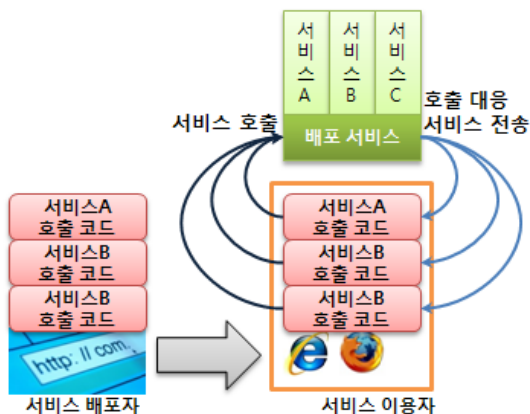 서비스A
서비스B
서비스C
배포 서비스
서비스 호출
호출 대응
서비스 전송
서비스A
호출 코드
서비스B
호출 코드
서비스B
호출 코드
http: // com
서비스 배포자
서비스A
호출 코드
서비스B
호출 코드
서비스B
호출 코드
서비스 이용자